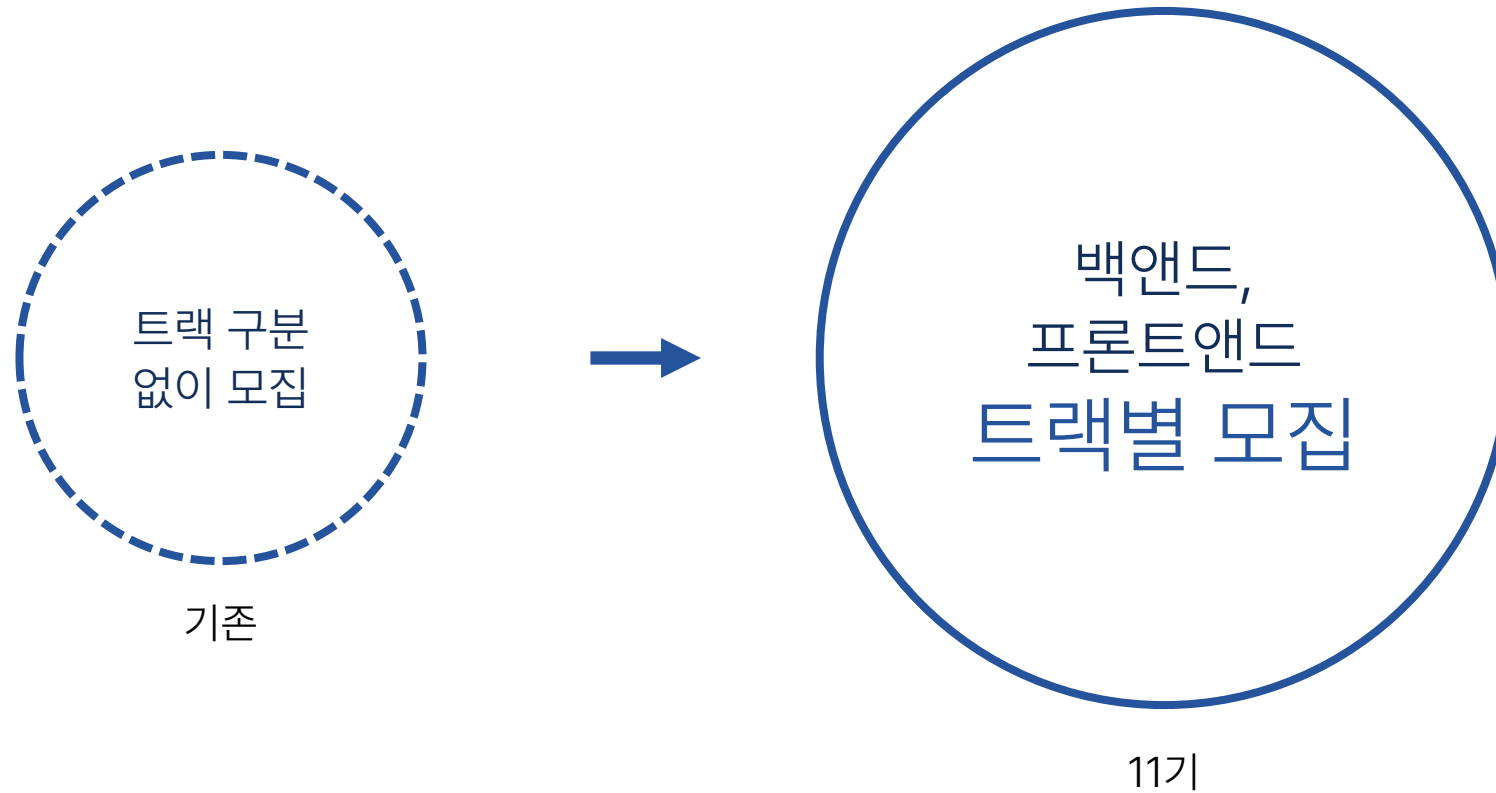 트랙 구분
없이 모집
기존
백앤드,
프론트앤드
트랙별 모집
11기